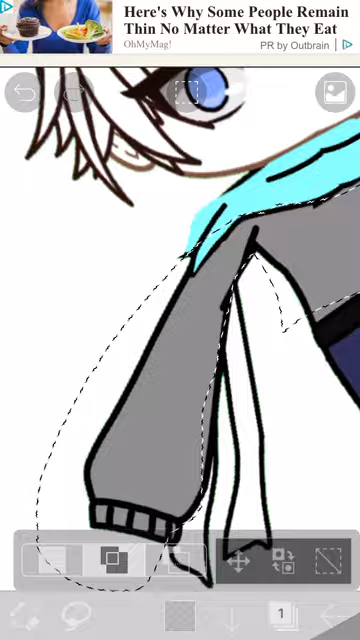 Here's Why Some People Remain
Thin No Matter What They Eat
OhMyMag!
PR by Outbrain
1